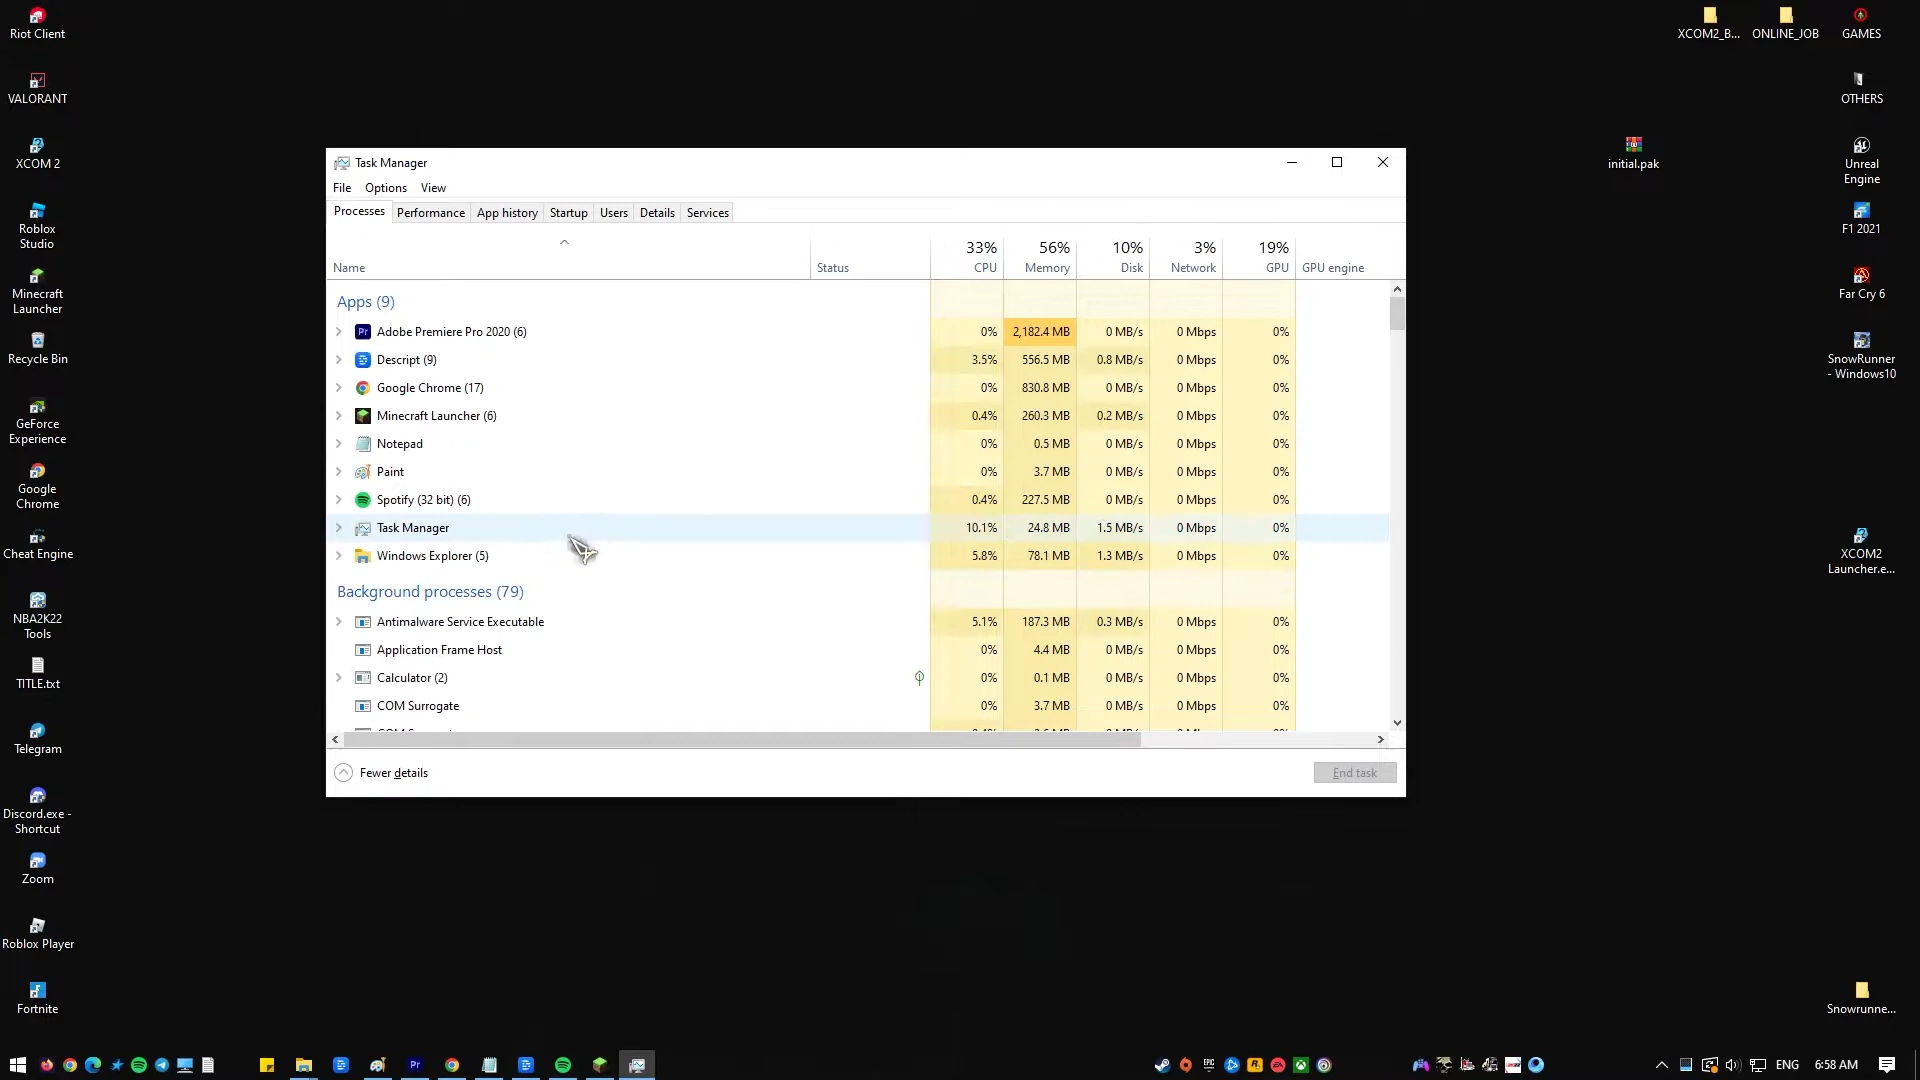 Riot Client
VALORANT
XCOM 2
Roblox
Studio
Minecraft
Launcher
Recycle Bin
GeForce
Experience
Google
Chrome
Cheat Engine
NBA2K22
Tools
TITLE.txt
Telegram
Discord.exe -
Shortcut
Zoom
Roblox Player
Fortnite
Task Manager
File Options View
Processes Performance App history Startup Users Details Services
33% 56% 10% 3% 19%
Name Status CPU Memory Disk Network GPU GPU engine
Apps (9)
Adobe Premiere Pro 2020 (6) 0% 2,182.4 MB 0 MB/s 0 Mbps 0%
Descript (9) 3.5% 556.5 MB 0.8 MB/s 0 Mbps 0%
Google Chrome (17) 0% 830.8 MB 0 MB/s 0 Mbps 0%
Minecraft Launcher (6) 0.4% 260.3 MB 0.2 MB/s 0 Mbps 0%
Notepad 0% 0.5 MB 0 MB/s 0 Mbps 0%
Paint 0% 3.7 MB 0 MB/s 0 Mbps 0%
Spotify (32 bit) (6) 0.4% 227.5 MB 0 MB/s 0 Mbps 0%
Task Manager 10.1% 24.8 MB 1.5 MB/s 0 Mbps 0%
Windows Explorer (5) 5.8% 78.1 MB 1.3 MB/s 0 Mbps 0%
Background processes (79)
Antimalware Service Executable 5.1% 187.3 MB 0.3 MB/s 0 Mbps 0%
Application Frame Host 0% 4.4 MB 0 MB/s 0 Mbps 0%
Calculator (2) 0% 0.1 MB 0 MB/s 0 Mbps 0%
COM Surrogate 0% 3.7 MB 0 MB/s 0 Mbps 0%
Fewer details End task
XCOM2_B... ONLINE_JOB GAMES
OTHERS
initial.pak
Unreal
Engine
F1 2021
Far Cry 6
SnowRunner
- Windows10
XCOM2
Launcher.e...
Snowrunne...
ENG 6:58 AM